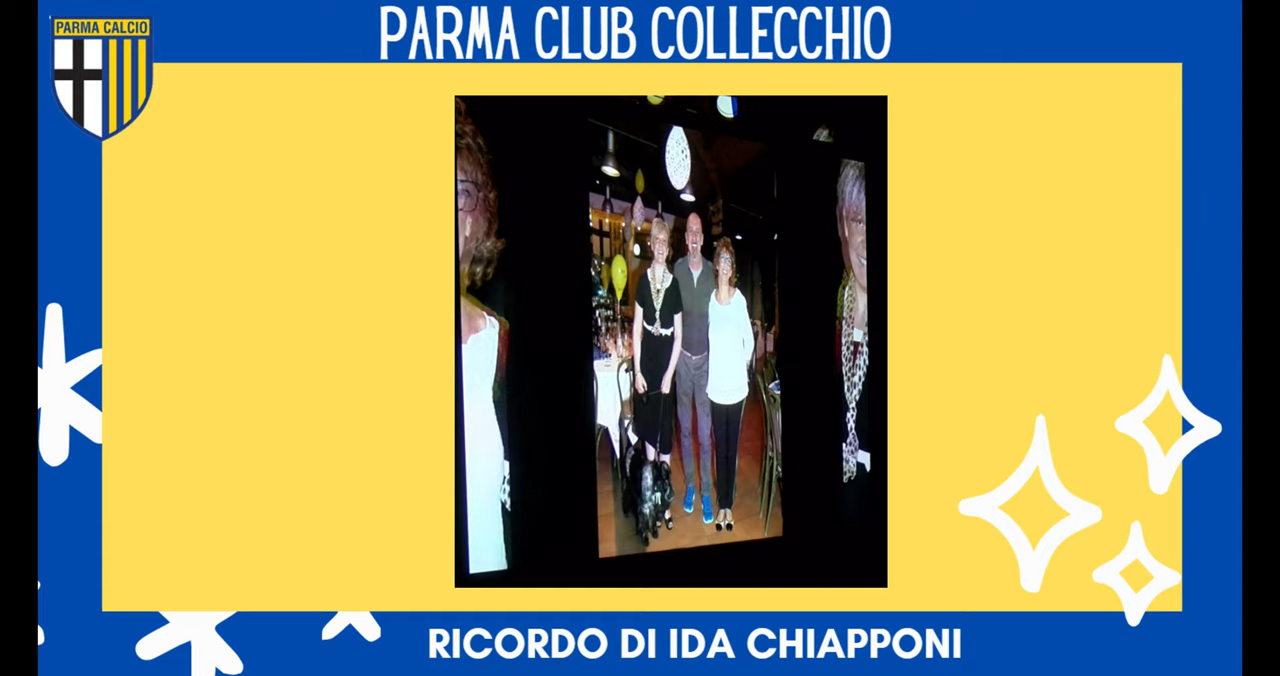 PARMA CLUB COLLECCHIO
PARMA CALCIO
RICORDO DI IDA CHIAPPONI